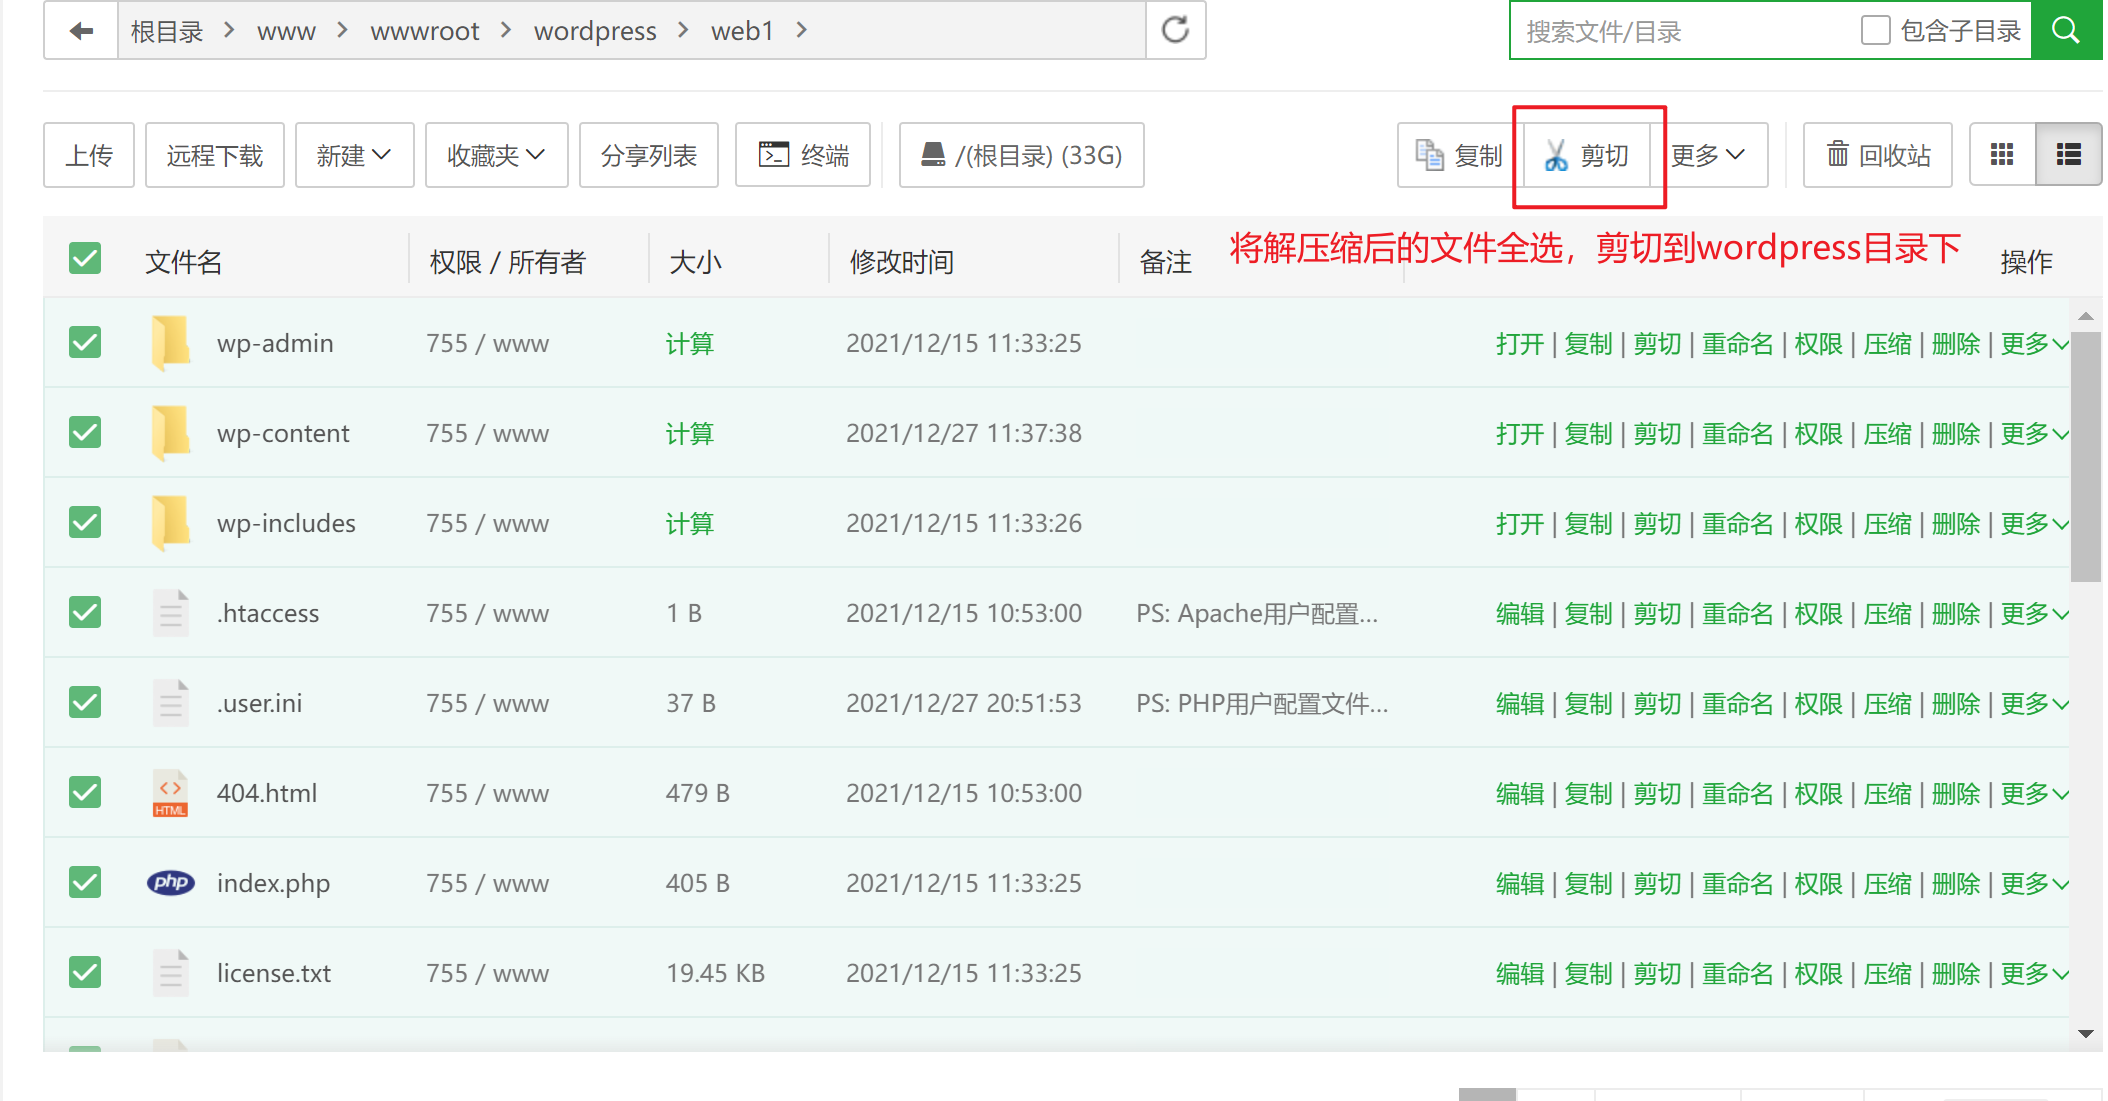 根目录 > www > wwwroot > wordpress > web1 >
搜索文件/目录 包含子目录
上传 远程下载 新建 收藏夹 分享列表 终端 /(根目录) (33G) 复制 剪切 更多 回收站
将解压缩后的文件全选，剪切到wordpress目录下
文件名 权限 / 所有者 大小 修改时间 备注 操作
wp-admin 755 / www 计算 2021/12/15 11:33:25 打开 | 复制 | 剪切 | 重命名 | 权限 | 压缩 | 删除 | 更多
wp-content 755 / www 计算 2021/12/27 11:37:38 打开 | 复制 | 剪切 | 重命名 | 权限 | 压缩 | 删除 | 更多
wp-includes 755 / www 计算 2021/12/15 11:33:26 打开 | 复制 | 剪切 | 重命名 | 权限 | 压缩 | 删除 | 更多
.htaccess 755 / www 1 B 2021/12/15 10:53:00 PS: Apache用户配置... 编辑 | 复制 | 剪切 | 重命名 | 权限 | 压缩 | 删除 | 更多
.user.ini 755 / www 37 B 2021/12/27 20:51:53 PS: PHP用户配置文件... 编辑 | 复制 | 剪切 | 重命名 | 权限 | 压缩 | 删除 | 更多
HTML 404.html 755 / www 479 B 2021/12/15 10:53:00 编辑 | 复制 | 剪切 | 重命名 | 权限 | 压缩 | 删除 | 更多
php index.php 755 / www 405 B 2021/12/15 11:33:25 编辑 | 复制 | 剪切 | 重命名 | 权限 | 压缩 | 删除 | 更多
license.txt 755 / www 19.45 KB 2021/12/15 11:33:25 编辑 | 复制 | 剪切 | 重命名 | 权限 | 压缩 | 删除 | 更多